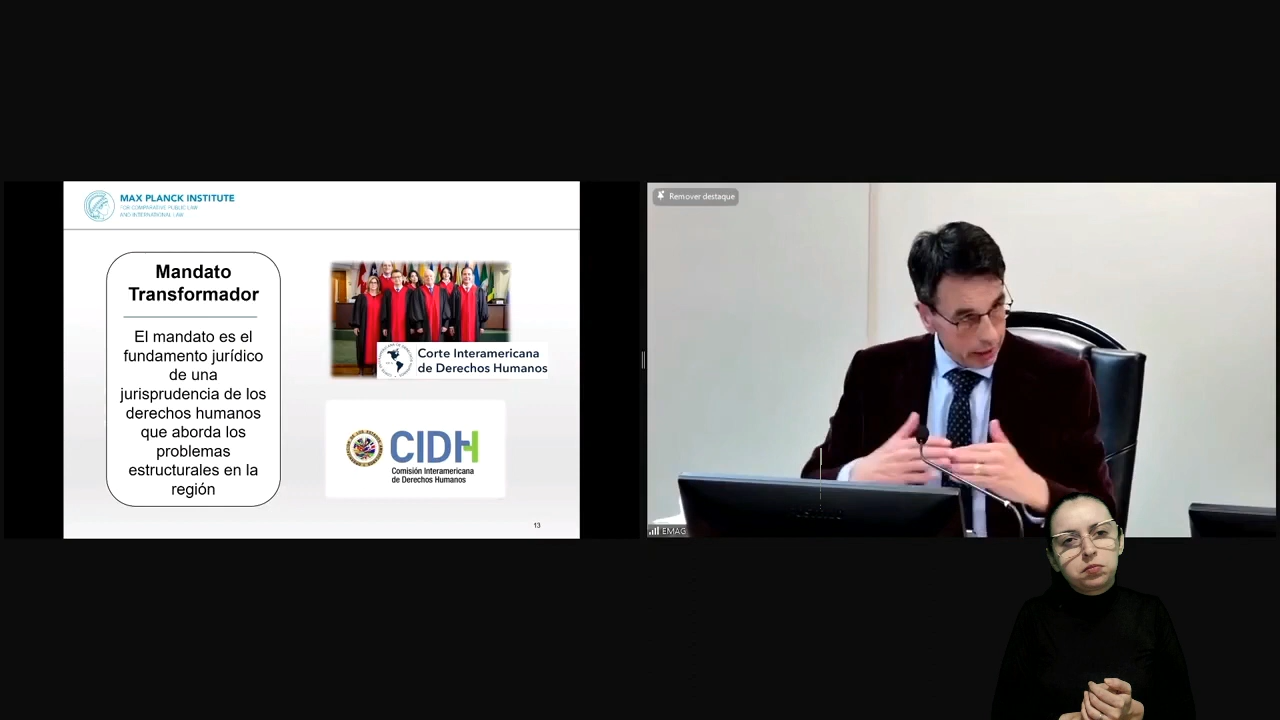 MAX PLANCK INSTITUTE
FOR COMPARATIVE PUBLIC LAW
AND INTERNATIONAL LAW
Mandato
Transformador
El mandato es el
fundamento jurídico
de una
jurisprudencia de los
derechos humanos
que aborda los
problemas
estructurales en la
región
Corte Interamericana
de Derechos Humanos
CIDH
Comisión Interamericana
de Derechos Humanos
13
Remover destaque
EMAG